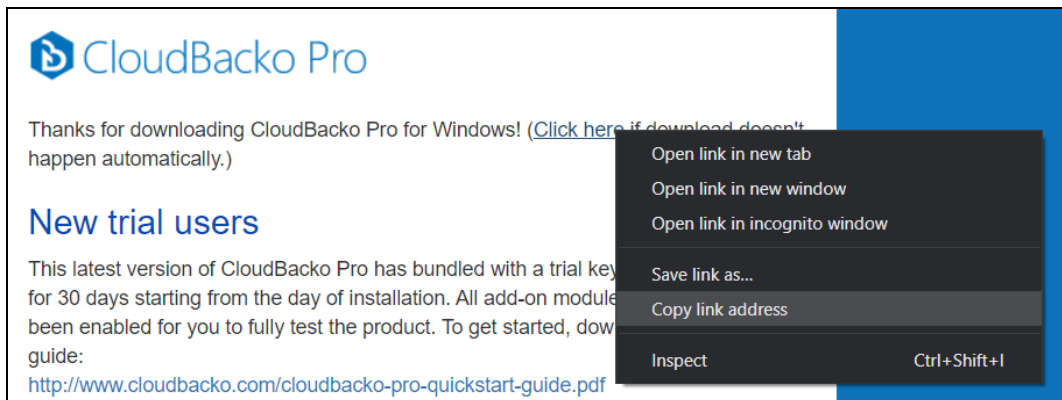 CloudBacko Pro
Thanks for downloading CloudBacko Pro for Windows! (Click here if download doesn't
happen automatically.)
New trial users
This latest version of CloudBacko Pro has bundled with a trial key
for 30 days starting from the day of installation. All add-on module
been enabled for you to fully test the product. To get started, dow
guide:
http://www.cloudbacko.com/cloudbacko-pro-quickstart-guide.pdf
Open link in new tab
Open link in new window
Open link in incognito window
Save link as...
Copy link address
Inspect Ctrl+Shift+I